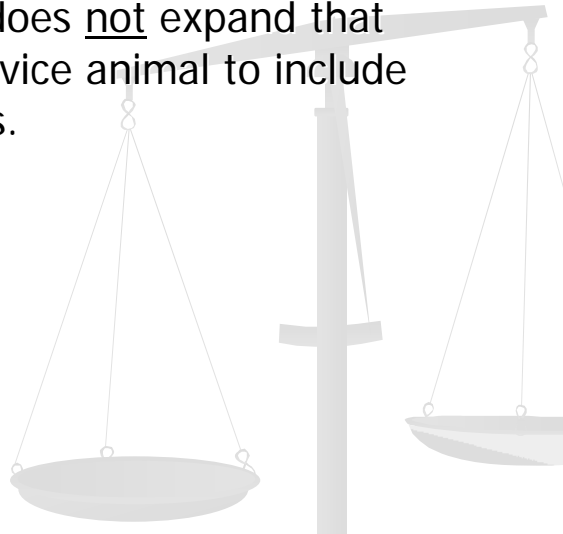 does not expand that
vice animal to include
s.